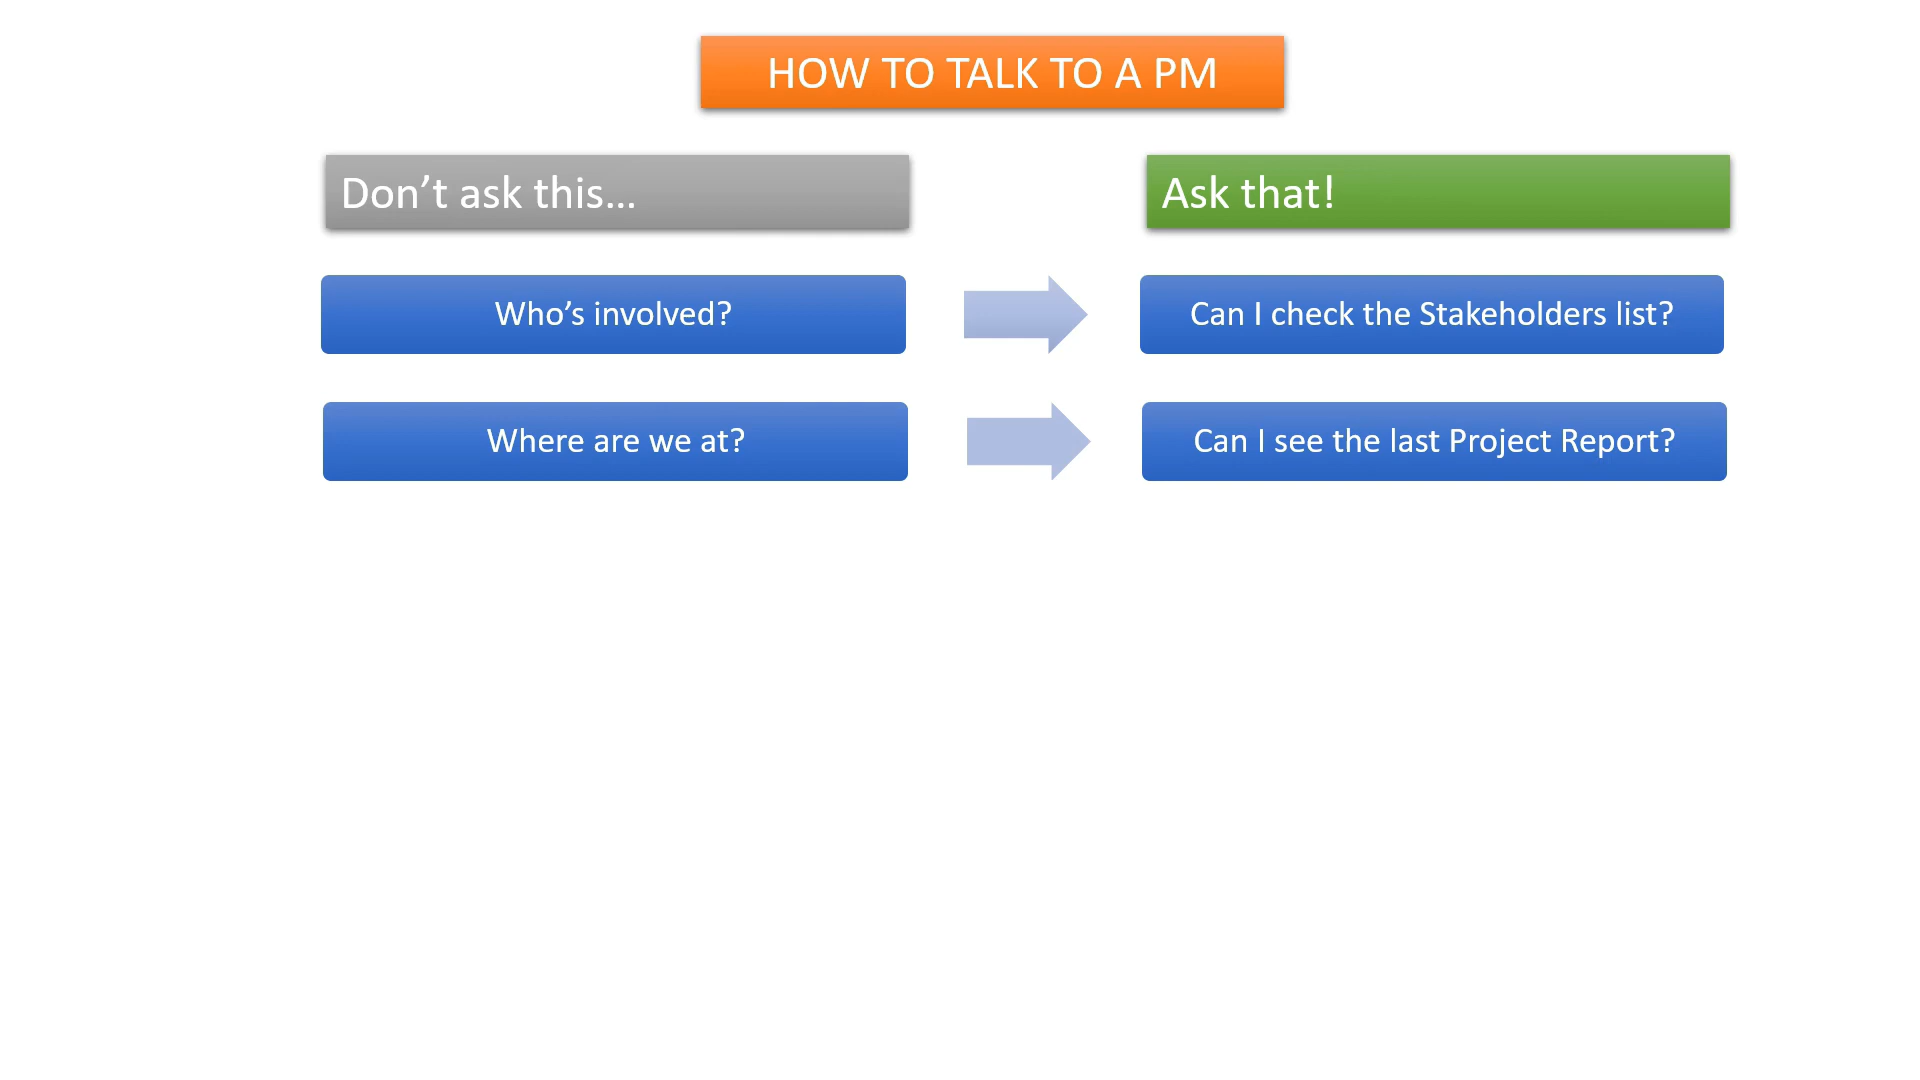 HOW TO TALK TO A PM
Don’t ask this...
Ask that!
Who’s involved?
Can I check the Stakeholders list?
Where are we at?
Can I see the last Project Report?